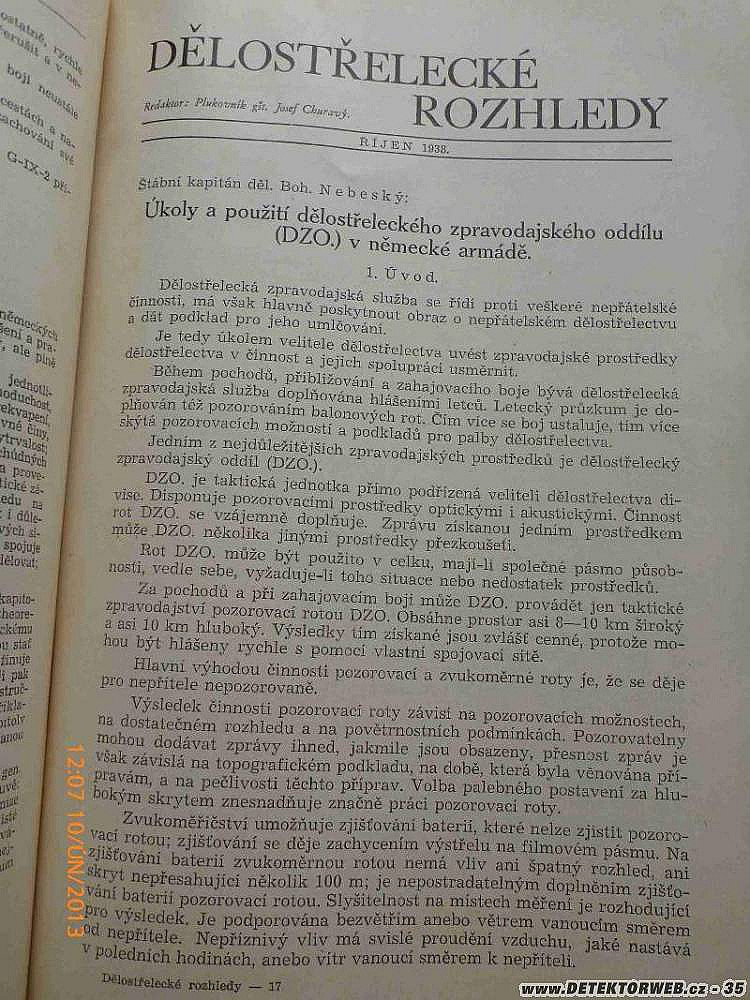 ostatně, rychle
boji neustále
cestách a na-
zachování své
G-IX-2 pří-
německých
DĚLOSTŘELECKÉ
ROZHLEDY
Redaktor: Plukovník gšt. Josef Churavý.
ŘÍJEN 1938.
Štábní kapitán děl. Boh. Nebeský:
Úkoly a použití dělostřeleckého zpravodajského oddílu
(DZO.) v německé armádě.
1. Úvod.
Dělostřelecká zpravodajská služba se řídí proti veškeré nepřátelské
činnosti, má však hlavně poskytnout obraz o nepřátelském dělostřelectvu
a dát podklad pro jeho umlčování.
Je tedy úkolem velitele dělostřelectva uvést zpravodajské prostředky
dělostřelectva v činnost a jejich spolupráci usměrnit.
Během pochodů, přibližování a zahajovacího boje bývá dělostřelecká
zpravodajská služba doplňována hlášeními letců. Letecký průzkum je do-
plňován též pozorováním balonových rot. Čím více se boj ustaluje, tím více
skýtá pozorovacích možností a podkladů pro palby dělostřelectva.
Jedním z nejdůležitějších zpravodajských prostředků je dělostřelecký
zpravodajský oddíl (DZO.).
DZO. je taktická jednotka přímo podřízená veliteli dělostřelectva di-
vise. Disponuje pozorovacími prostředky optickými i akustickými. Činnost
rot DZO. se vzájemně doplňuje. Zprávu získanou jedním prostředkem
může DZO. několika jinými prostředky přezkoušeti.
Rot DZO. může být použito v celku, mají-li společné pásmo působ-
nosti, vedle sebe, vyžaduje-li toho situace nebo nedostatek prostředků.
Za pochodů a při zahajovacím boji může DZO. provádět jen taktické
zpravodajství pozorovací rotou DZO. Obsáhne prostor asi 8—10 km široký
a asi 10 km hluboký. Výsledky tím získané jsou zvlášť cenné, protože mo-
hou být hlášeny rychle s pomocí vlastní spojovací sítě.
Hlavní výhodou činnosti pozorovací a zvukoměrné roty je, že se děje
pro nepřítele nepozorovaně.
Výsledek činnosti pozorovací roty závisí na pozorovacích možnostech,
na dostatečném rozhledu a na povětrnostních podmínkách. Pozorovatelny
mohou dodávat zprávy ihned, jakmile jsou obsazeny, přesnost zpráv je
však závislá na topografickém podkladu, na době, která byla věnována pří-
pravám, a na pečlivosti těchto příprav. Volba palebného postavení za hlu-
bokým skrytem znesnadňuje značně práci pozorovací roty.
Zvukoměřičství umožňuje zjišťování baterií, které nelze zjistit pozoro-
vací rotou; zjišťování se děje zachycením výstřelu na filmovém pásmu. Na
zjišťování baterií zvukoměrnou rotou nemá vliv ani špatný rozhled, ani
skryt nepřesahující několik 100 m; je nepostradatelným doplněním zjišťo-
vání baterií pozorovací rotou. Slyšitelnost na místech měření je rozhodující
pro výsledek. Je podporována bezvětřím anebo větrem vanoucím směrem
od nepřítele. Nepříznivý vliv má svislé proudění vzduchu, jaké nastává
v poledních hodinách, anebo vítr vanoucí směrem k nepříteli.
Dělostřelecké rozhledy — 17
12:07 10/JUN/2013
www.DETEKTORWEB.cz - 35